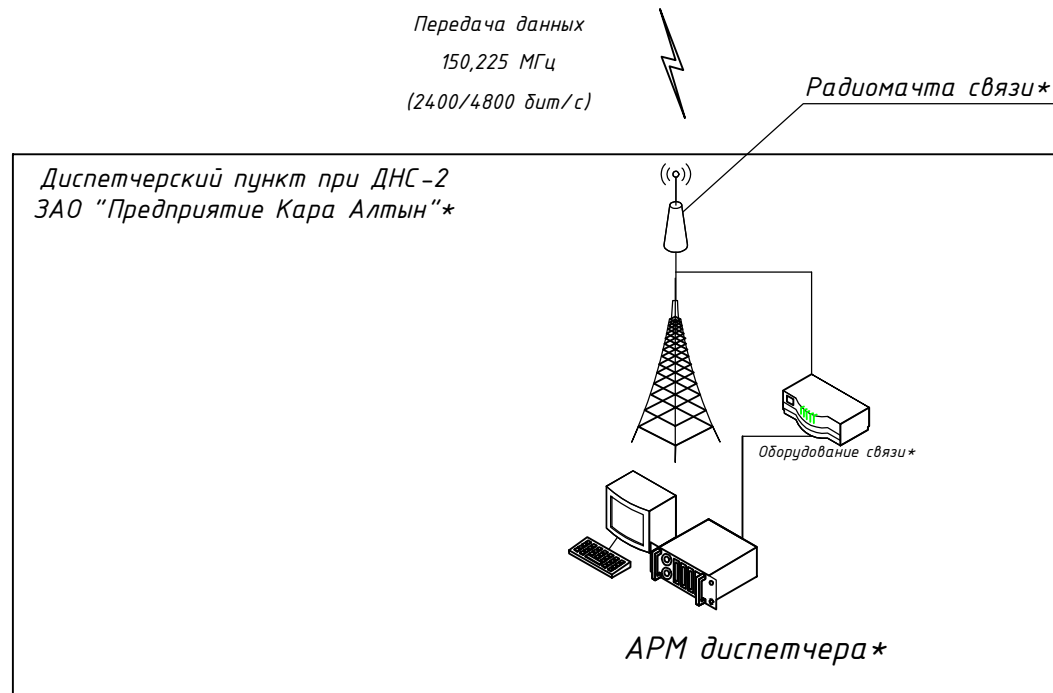 Передача данных
150,225 МГц
(2400/4800 бит/с)
Радиомачта связи*
Диспетчерский пункт при ДНС-2
ЗАО "Предприятие Кара Алтын"*
Оборудование связи*
АРМ диспетчера*